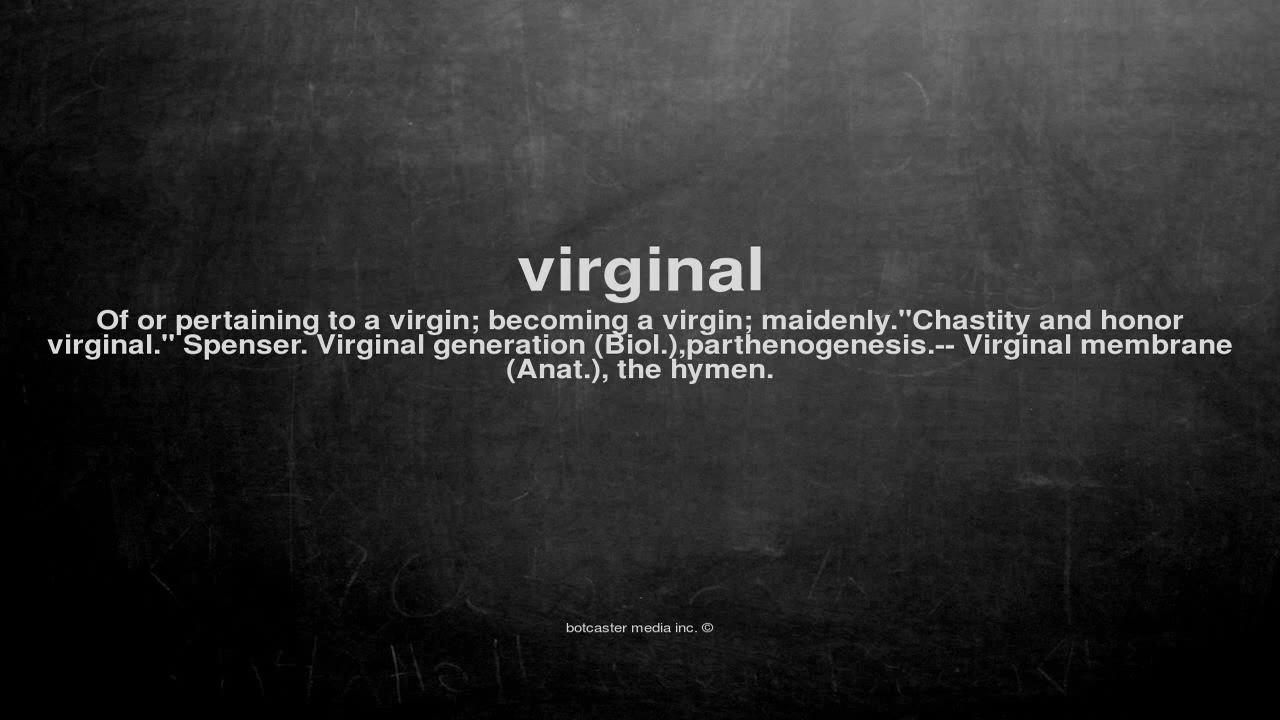 virginal
Of or pertaining to a virgin; becoming a virgin; maidenly."Chastity and honor
virginal." Spenser. Virginal generation (Biol.),parthenogenesis.-- Virginal membrane
(Anat.), the hymen.
botcaster media inc. ©